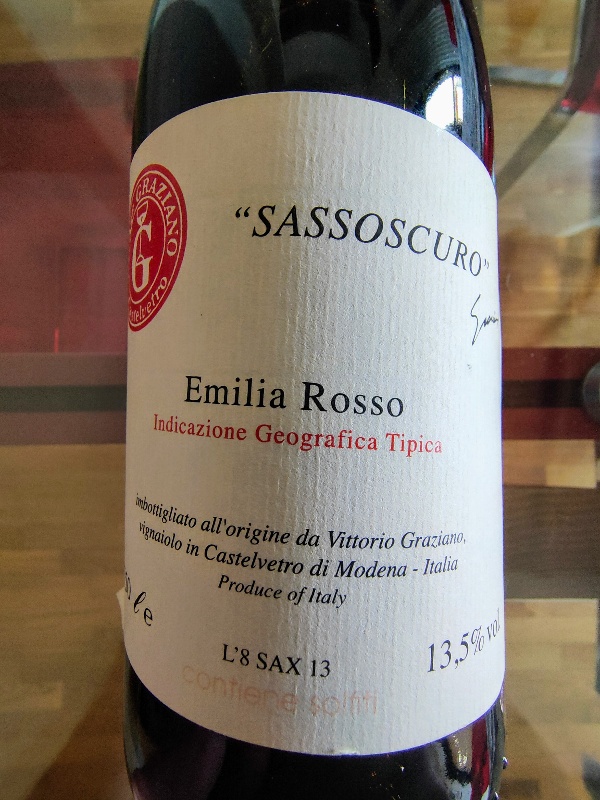 GRAZIANO
G
Castelvetro
"SASSOSCURO"
Emilia Rosso
Indicazione Geografica Tipica
imbottigliato all'origine da Vittorio Graziano,
vignaiolo in Castelvetro di Modena - Italia
Produce of Italy
ℓ e
13,5% vol
L'8 SAX 13
contiene solfiti